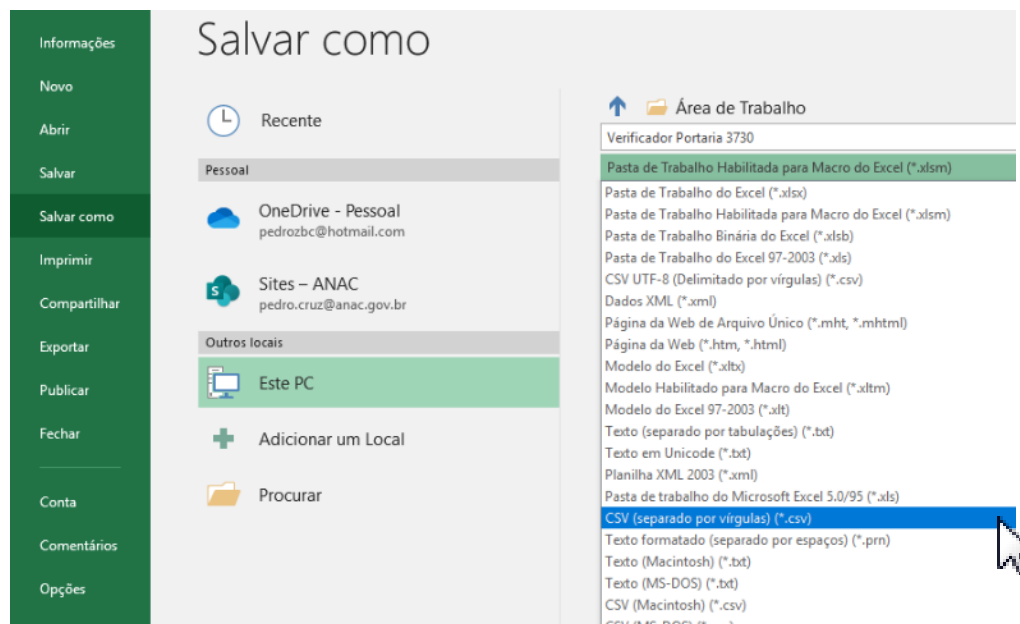 Informações
Novo
Abrir
Salvar
Salvar como
Imprimir
Compartilhar
Exportar
Publicar
Fechar
Conta
Comentários
Opções
Salvar como
Recente
Pessoal
OneDrive - Pessoal
pedrozbc@hotmail.com
Sites – ANAC
pedro.cruz@anac.gov.br
Outros locais
Este PC
Adicionar um Local
Procurar
Área de Trabalho
Verificador Portaria 3730
Pasta de Trabalho Habilitada para Macro do Excel (*.xlsm)
Pasta de Trabalho do Excel (*.xlsx)
Pasta de Trabalho Habilitada para Macro do Excel (*.xlsm)
Pasta de Trabalho Binária do Excel (*.xlsb)
Pasta de Trabalho do Excel 97-2003 (*.xls)
CSV UTF-8 (Delimitado por vírgulas) (*.csv)
Dados XML (*.xml)
Página da Web de Arquivo Único (*.mht, *.mhtml)
Página da Web (*.htm, *.html)
Modelo do Excel (*.xltx)
Modelo Habilitado para Macro do Excel (*.xltm)
Modelo do Excel 97-2003 (*.xlt)
Texto (separado por tabulações) (*.txt)
Texto em Unicode (*.txt)
Planilha XML 2003 (*.xml)
Pasta de trabalho do Microsoft Excel 5.0/95 (*.xls)
CSV (separado por vírgulas) (*.csv)
Texto formatado (separado por espaços) (*.prn)
Texto (Macintosh) (*.txt)
Texto (MS-DOS) (*.txt)
CSV (Macintosh) (*.csv)